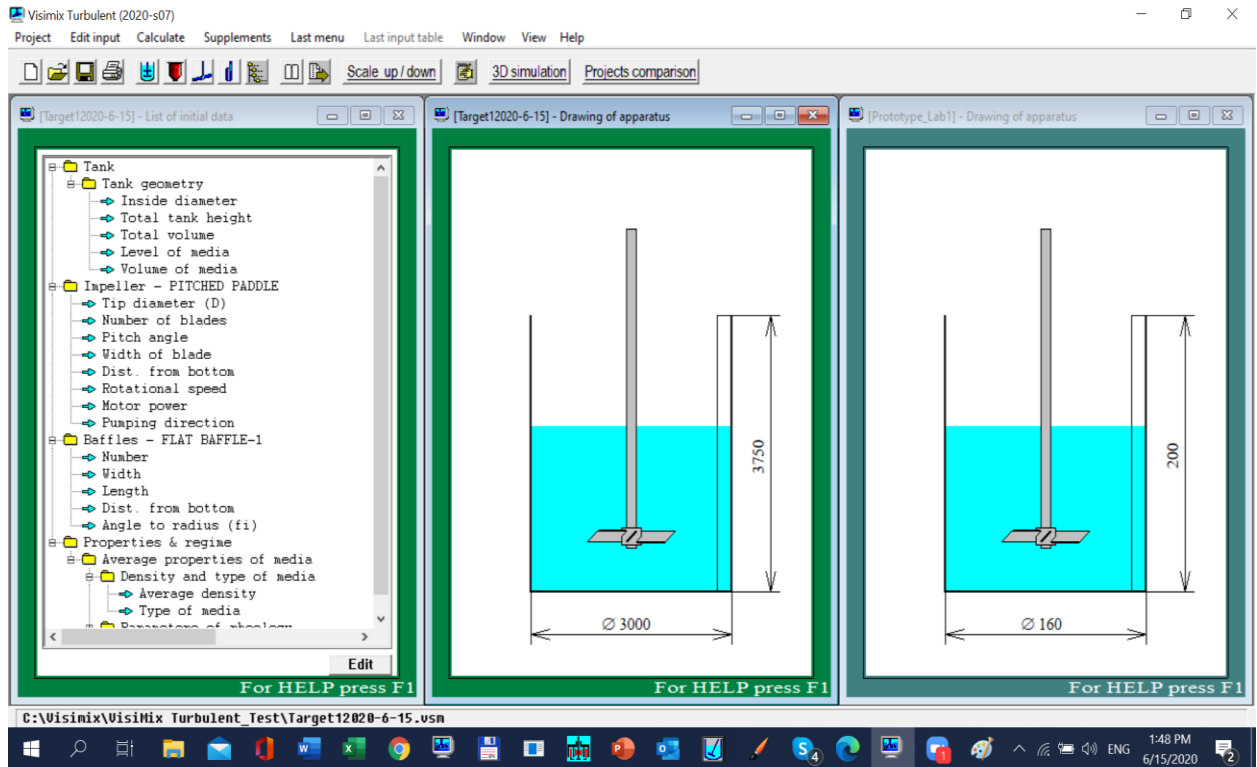 Visimix Turbulent (2020-s07)
Project Edit input Calculate Supplements Last menu Last input table Window View Help
Scale up / down 3D simulation Projects comparison
[Target12020-6-15] - List of initial data
Tank
Tank geometry
Inside diameter
Total tank height
Total volume
Level of media
Volume of media
Impeller - PITCHED PADDLE
Tip diameter (D)
Number of blades
Pitch angle
Width of blade
Dist. from bottom
Rotational speed
Motor power
Pumping direction
Baffles - FLAT BAFFLE-1
Number
Width
Length
Dist. from bottom
Angle to radius (fi)
Properties & regime
Average properties of media
Density and type of media
Average density
Type of media
Parameters of rheology
Edit
For HELP press F1
[Target12020-6-15] - Drawing of apparatus
3750
∅ 3000
For HELP press F1
[Prototype_Lab1] - Drawing of apparatus
200
∅ 160
For HELP press F1
C:\Visimix\VisiMix Turbulent_Test\Target12020-6-15.vsm
ENG
1:48 PM
6/15/2020
4
1
2